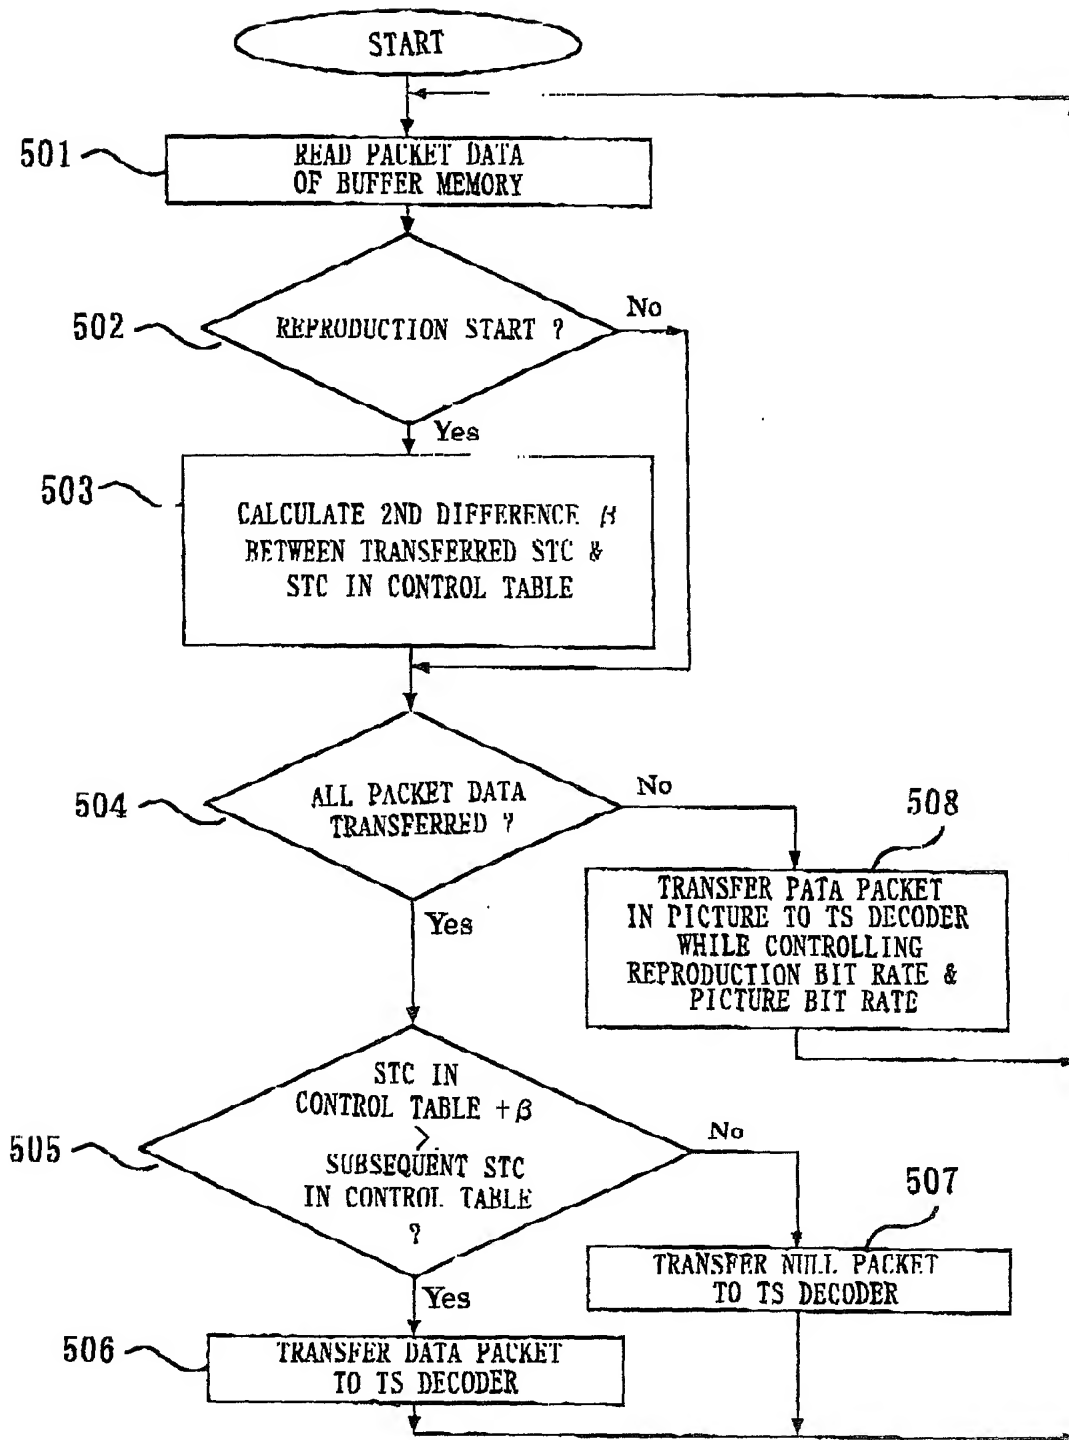 START
501
READ PACKET DATA
OF BUFFER MEMORY
502
REPRODUCTION START ?
No
Yes
503
CALCULATE 2ND DIFFERENCE β
BETWEEN TRANSFERRED STC &
STC IN CONTROL TABLE
504
ALL PACKET DATA
TRANSFERRED ?
No
Yes
508
TRANSFER PATA PACKET
IN PICTURE TO TS DECODER
WHILE CONTROLLING
REPRODUCTION BIT RATE &
PICTURE BIT RATE
505
STC IN
CONTROL TABLE +β
>
SUBSEQUENT STC
IN CONTROL TABLE
?
No
Yes
507
TRANSFER NULL PACKET
TO TS DECODER
506
TRANSFER DATA PACKET
TO TS DECODER